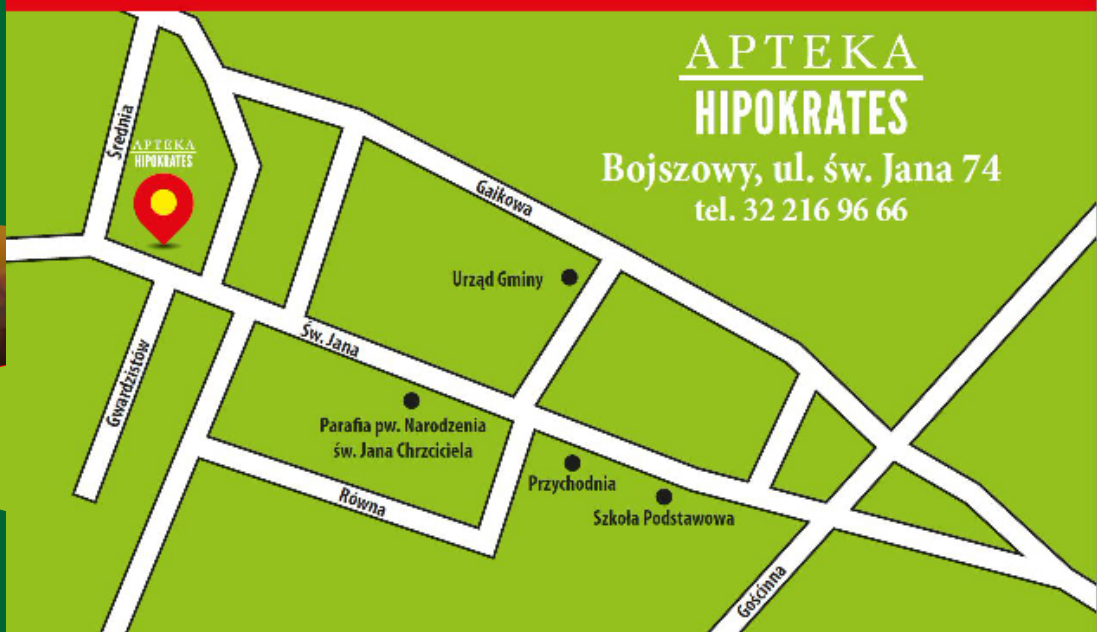 APTEKA
HIPOKRATES
Bojszowy, ul. św. Jana 74
tel. 32 216 96 66
Średnia
APTEKA
HIPOKRATES
Gaikowa
Urząd Gminy
Św. Jana
Gwardzistów
Parafia pw. Narodzenia
św. Jana Chrzciciela
Przychodnia
Równa
Szkoła Podstawowa
Gościnna